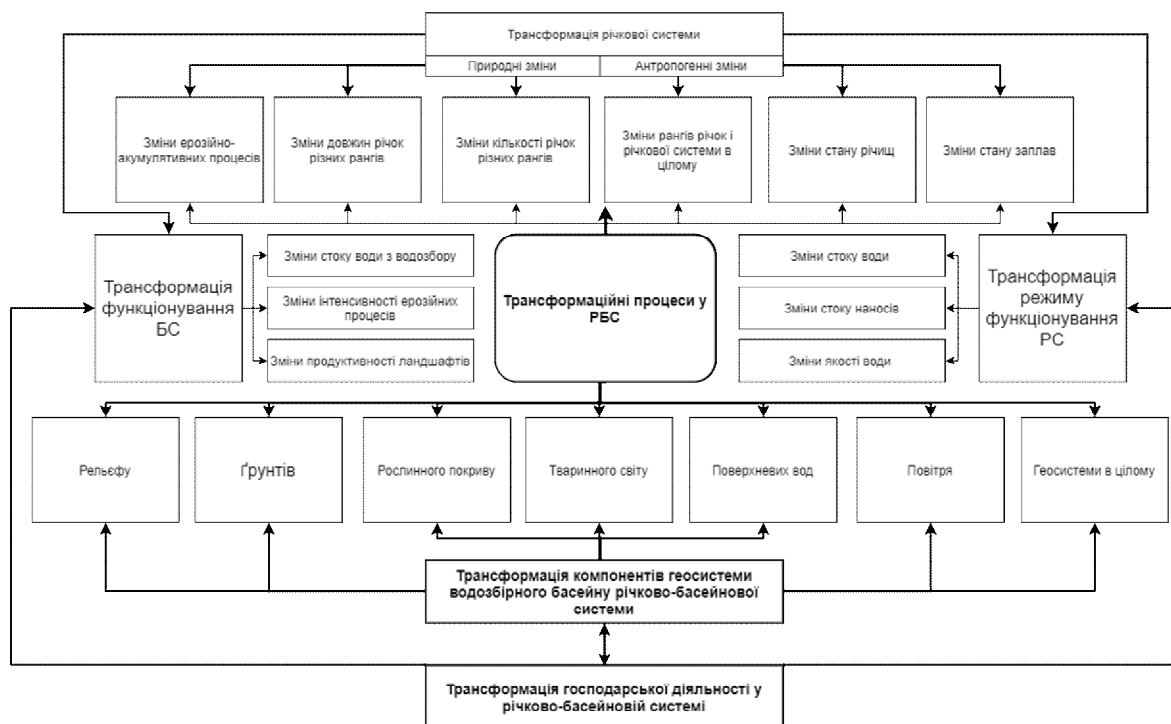 Трансформація річкової системи
Природні зміни
Антропогенні зміни
Зміни ерозійно-
акумулятивних процесів
Зміни довжин річок
різних рангів
Зміни кількості річок
різних рангів
Зміни рангів річок і
річкової системи в
цілому
Зміни стану річищ
Зміни стану заплав
Трансформація
функціонування
БС
Зміни стоку води з водозбору
Зміни інтенсивності ерозійних
процесів
Зміни продуктивності ландшафтів
Трансформаційні процеси у
РБС
Зміни стоку води
Зміни стоку наносів
Зміни якості води
Трансформація
режиму
функціонування
РС
Рельєфу
Ґрунтів
Рослинного покриву
Тваринного світу
Поверхневих вод
Повітря
Геосистеми в цілому
Трансформація компонентів геосистеми
водозбірного басейну річково-басейнової
системи
Трансформація господарської діяльності у
річково-басейновій системі